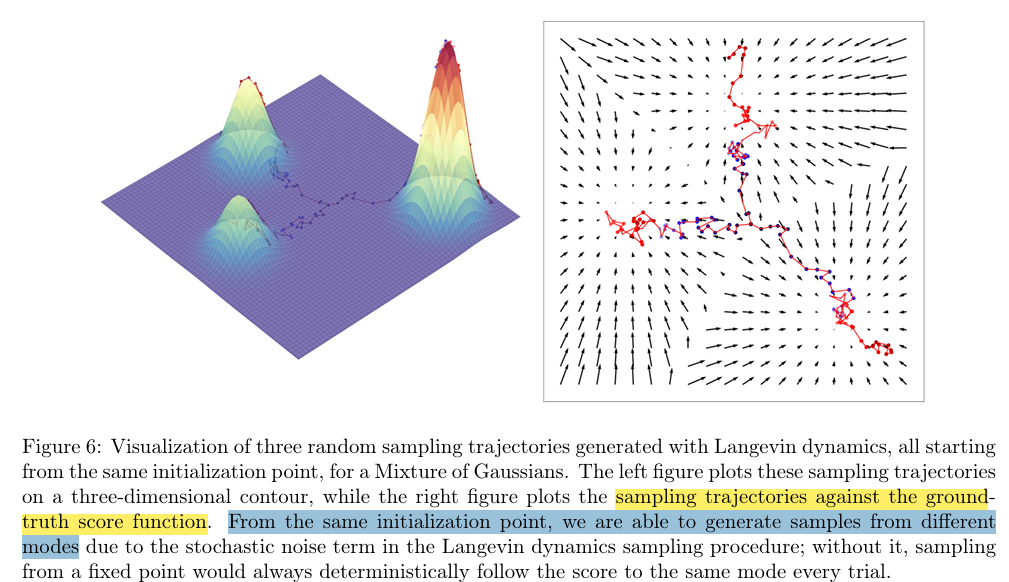 Figure 6: Visualization of three random sampling trajectories generated with Langevin dynamics, all starting
from the same initialization point, for a Mixture of Gaussians. The left figure plots these sampling trajectories
on a three-dimensional contour, while the right figure plots the sampling trajectories against the ground-
truth score function. From the same initialization point, we are able to generate samples from different
modes due to the stochastic noise term in the Langevin dynamics sampling procedure; without it, sampling
from a fixed point would always deterministically follow the score to the same mode every trial.